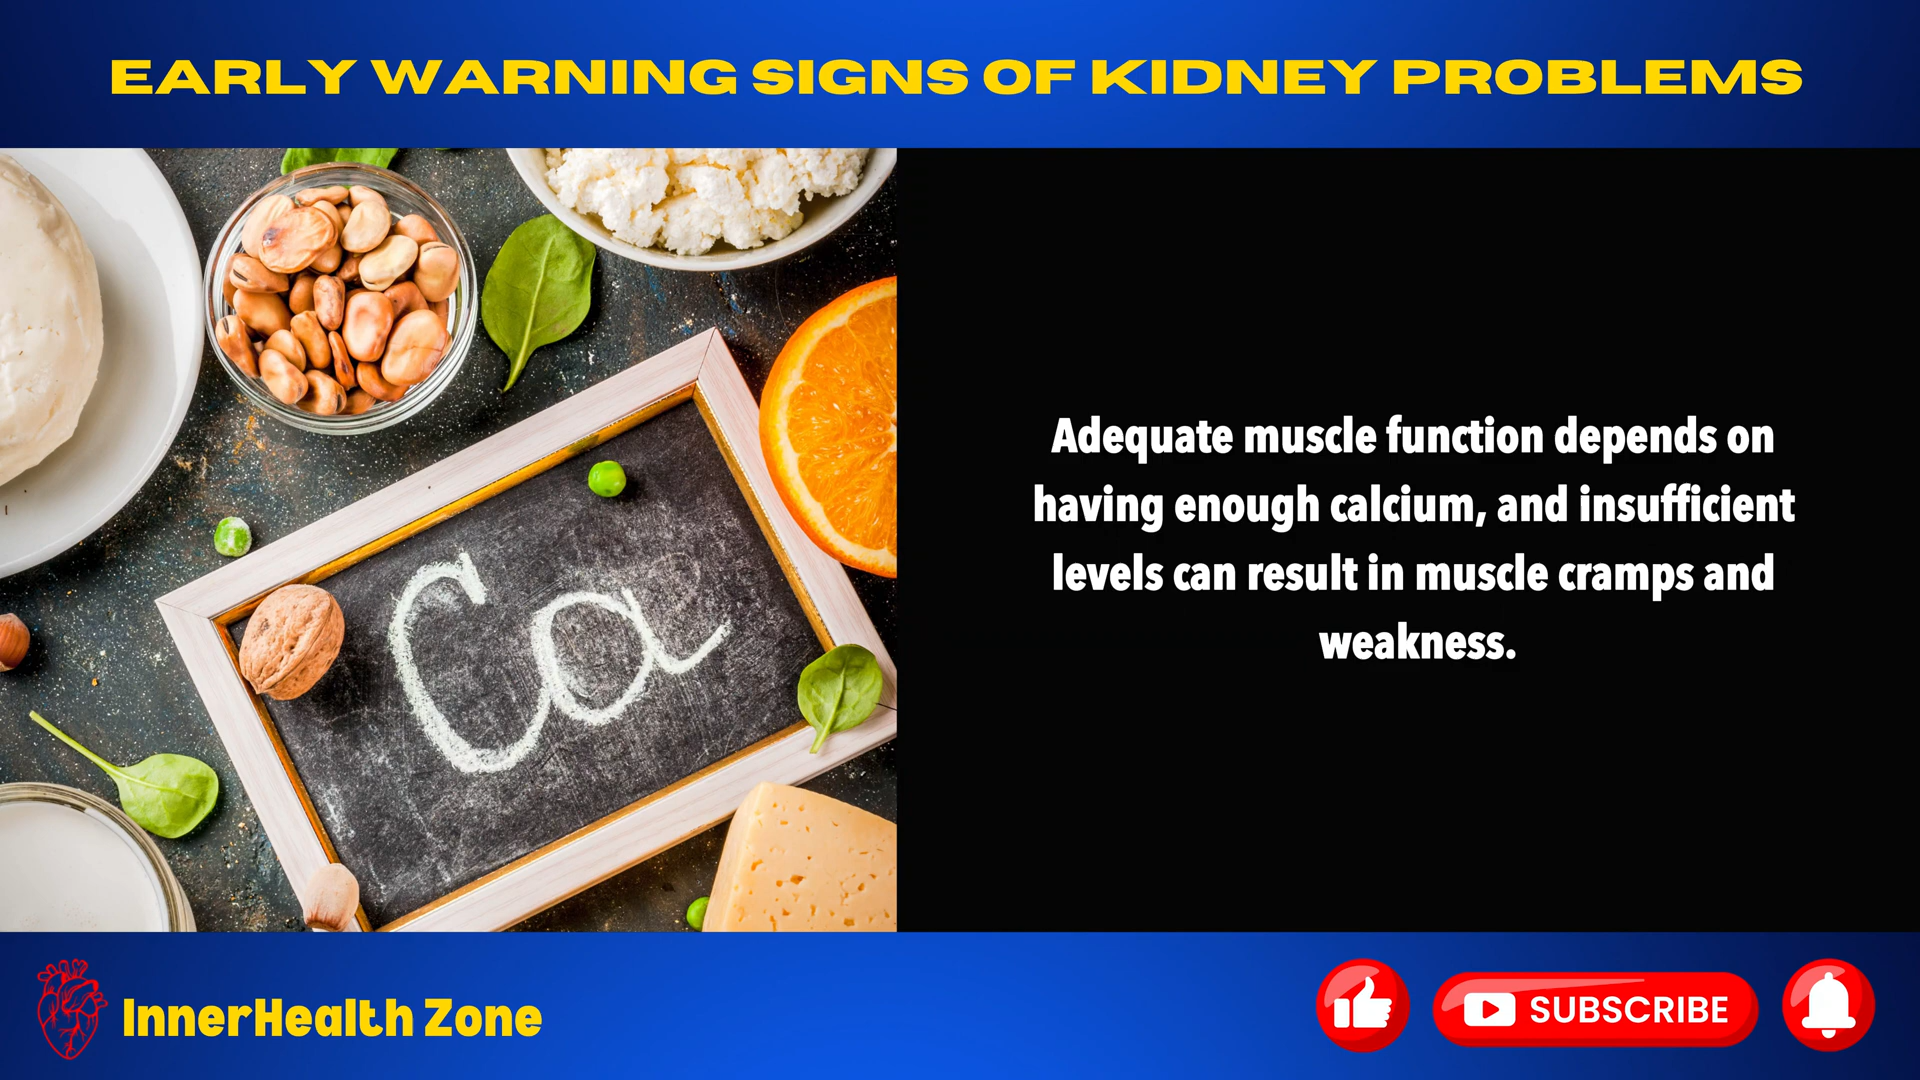 EARLY WARNING SIGNS OF KIDNEY PROBLEMS
Ca
Adequate muscle function depends on
having enough calcium, and insufficient
levels can result in muscle cramps and
weakness.
InnerHealth Zone
SUBSCRIBE